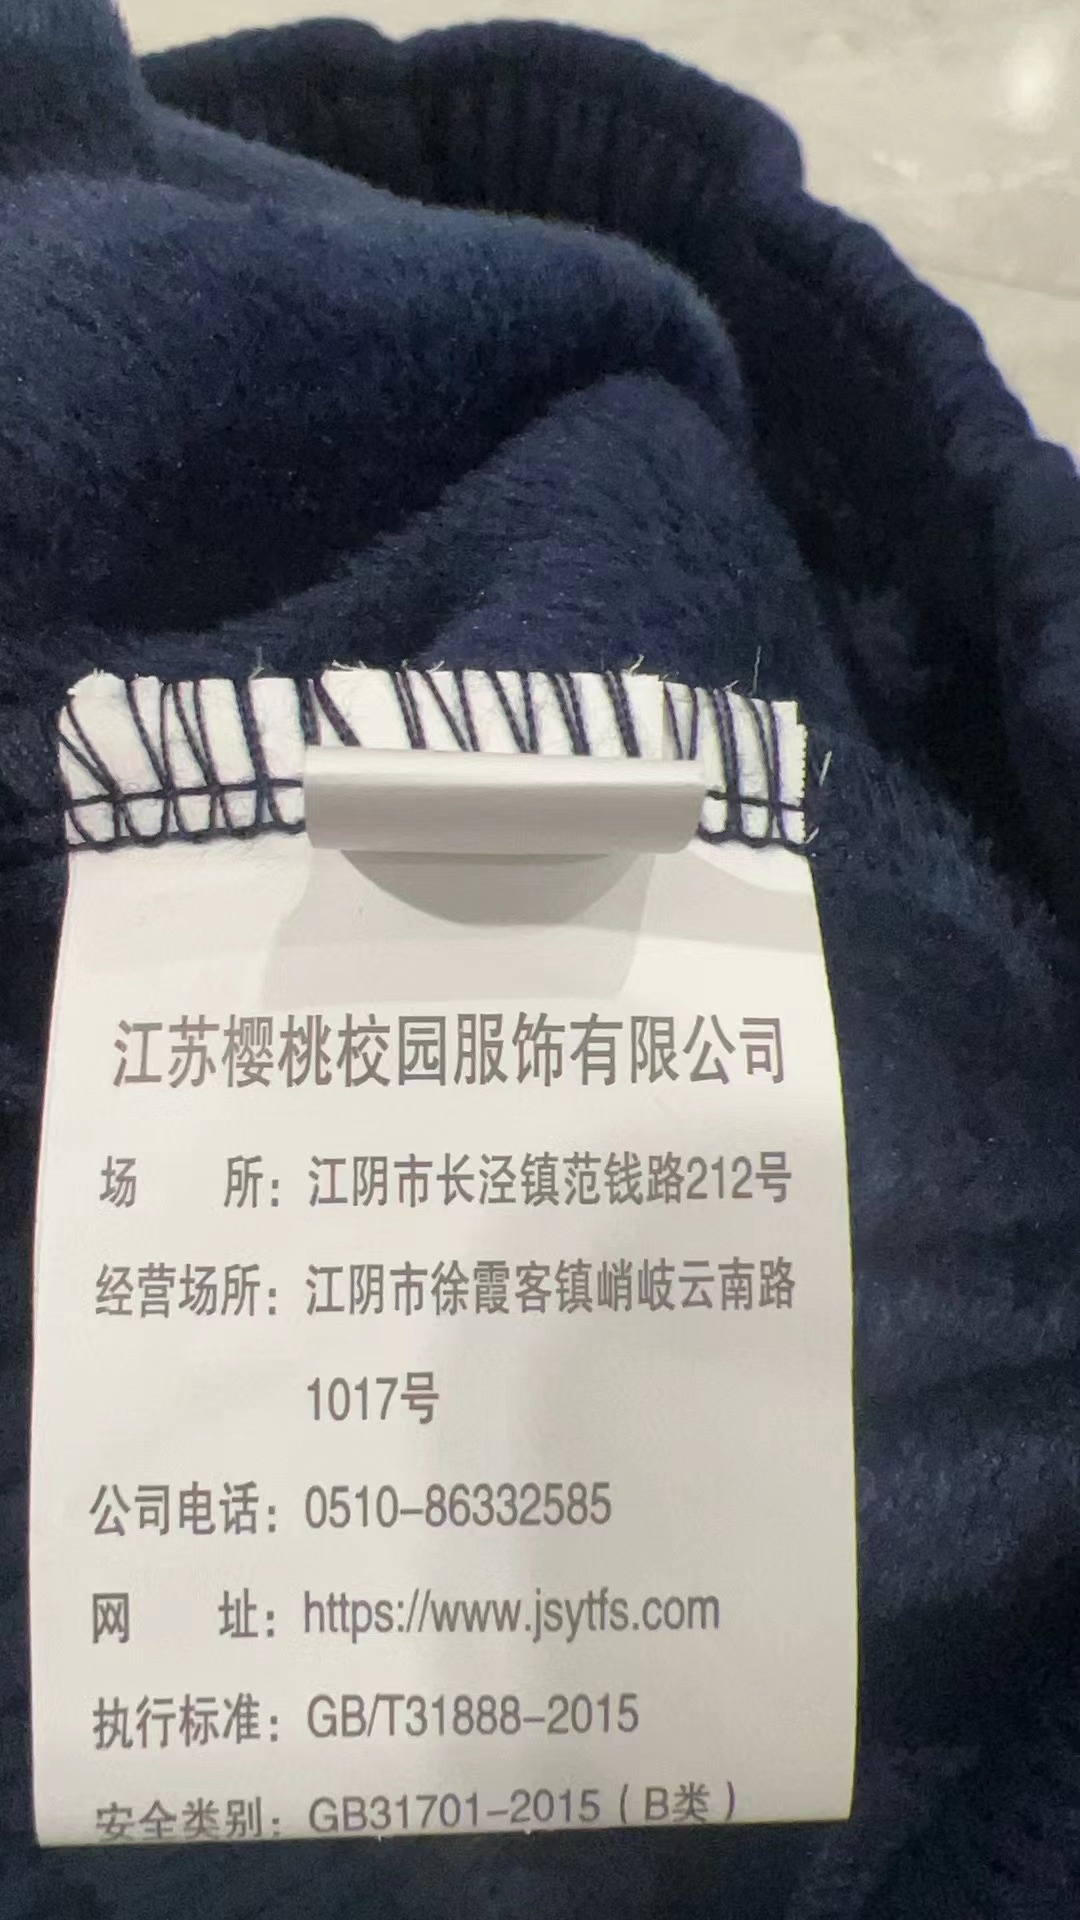 江苏樱桃校园服饰有限公司
场 所：江阴市长泾镇范钱路212号
经营场所：江阴市徐霞客镇峭岐云南路
1017号
公司电话：0510-86332585
网 址：https://www.jsytfs.com
执行标准：GB/T31888-2015
安全类别：GB31701-2015（B类）